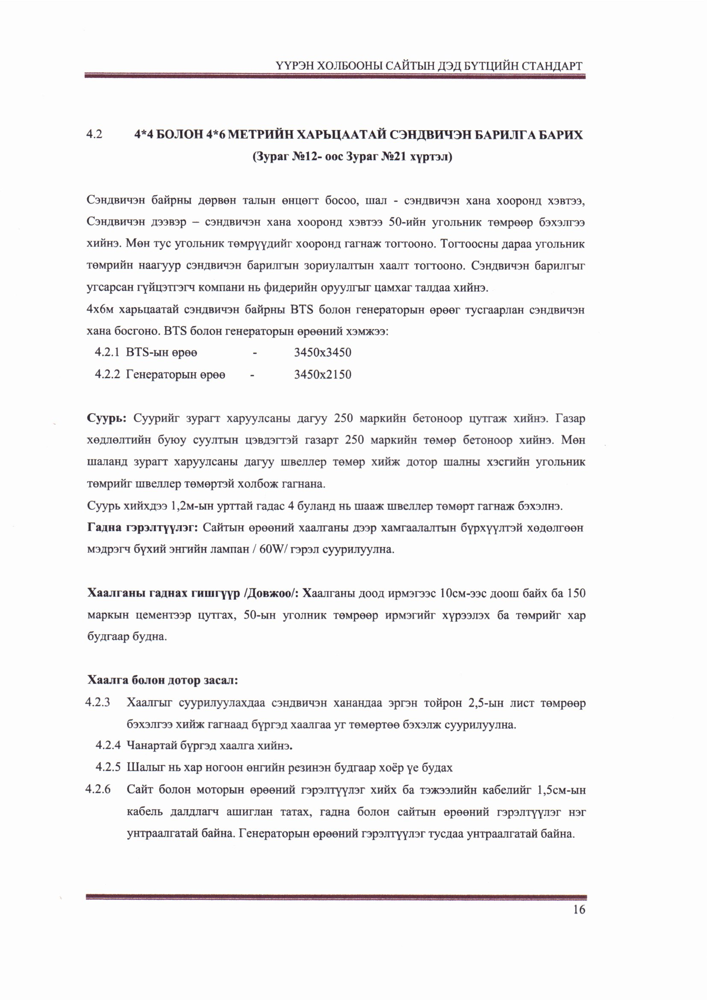 ҮҮРЭН ХОЛБООНЫ САЙТЫН ДЭД БҮТЦИЙН СТАНДАРТ
4.2 4*4 БОЛОН 4*6 МЕТРИЙН ХАРЬЦААТАЙ СЭНДВИЧЭН БАРИЛГА БАРИХ
(Зураг №12- оос Зураг №21 хүртэл)
Сэндвичэн байрны дөрвөн талын өнцөгт босоо, шал - сэндвичэн хана хооронд хэвтээ,
Сэндвичэн дээвэр – сэндвичэн хана хооронд хэвтээ 50-ийн угольник төмрөөр бэхэлгээ
хийнэ. Мөн тус угольник төмрүүдийг хооронд гагнаж тогтооно. Тогтоосны дараа угольник
төмрийн наагуур сэндвичэн барилгын зориулалтын хаалт тогтооно. Сэндвичэн барилгыг
угсарсан гүйцэтгэгч компани нь фидерийн оруулгыг цамхаг талдаа хийнэ.
4х6м харьцаатай сэндвичэн байрны BTS болон генераторын өрөөг тусгаарлан сэндвичэн
хана босгоно. BTS болон генераторын өрөөний хэмжээ:
4.2.1 BTS-ын өрөө - 3450х3450
4.2.2 Генераторын өрөө - 3450х2150
Суурь: Суурийг зурагт харуулсаны дагуу 250 маркийн бетоноор цутгаж хийнэ. Газар
хөдлөлтийн буюу суултын цэвдэгтэй газарт 250 маркийн төмөр бетоноор хийнэ. Мөн
шаланд зурагт харуулсаны дагуу швеллер төмөр хийж дотор шалны хэсгийн угольник
төмрийг швеллер төмөртэй холбож гагнана.
Суурь хийхдээ 1,2м-ын урттай гадас 4 буланд нь шааж швеллер төмөрт гагнаж бэхэлнэ.
Гадна гэрэлтүүлэг: Сайтын өрөөний хаалганы дээр хамгаалалтын бүрхүүлтэй хөдөлгөөн
мэдрэгч бүхий энгийн лампан / 60W/ гэрэл суурилуулна.
Хаалганы гаднах гишгүүр /Довжоо/: Хаалганы доод ирмэгээс 10см-ээс доош байх ба 150
маркын цементээр цутгах, 50-ын уголник төмрөөр ирмэгийг хүрээлэх ба төмрийг хар
будгаар будна.
Хаалга болон дотор засал:
4.2.3 Хаалгыг суурилуулахдаа сэндвичэн ханандаа эргэн тойрон 2,5-ын лист төмрөөр
бэхэлгээ хийж гагнаад бүргэд хаалгаа уг төмөртөө бэхэлж суурилуулна.
4.2.4 Чанартай бүргэд хаалга хийнэ.
4.2.5 Шалыг нь хар ногоон өнгийн резинэн будгаар хоёр үе будах
4.2.6 Сайт болон моторын өрөөний гэрэлтүүлэг хийх ба тэжээлийн кабелийг 1,5см-ын
кабель далдлагч ашиглан татах, гадна болон сайтын өрөөний гэрэлтүүлэг нэг
унтраалгатай байна. Генераторын өрөөний гэрэлтүүлэг тусдаа унтраалгатай байна.
16